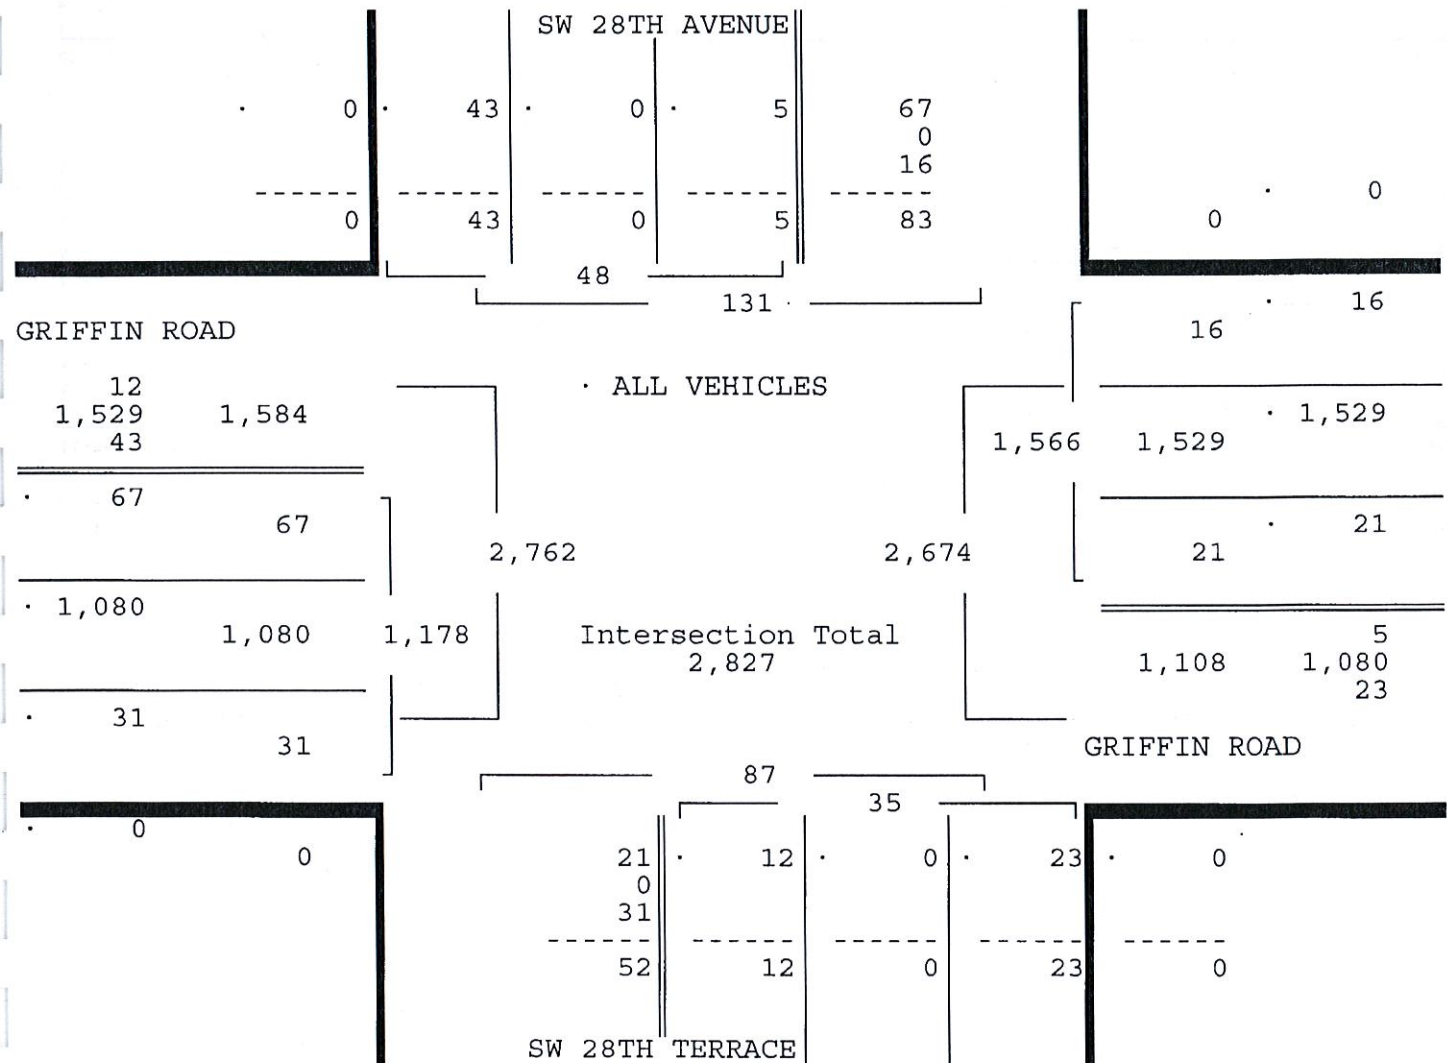 SW 28TH AVENUE
0 43 0 5 67
0
16
------ ------ ------ ------ ------
0
0 43 0 5 83 0
48
131 16
GRIFFIN ROAD 16
12 ALL VEHICLES
1,529 1,584 1,529
43 1,566 1,529
67
67 21
2,762 2,674 21
1,080
1,080 1,178 Intersection Total 5
2,827 1,108 1,080
23
31
31 GRIFFIN ROAD
87
35
0
0 21 12 0 23 0
0
31
------ ------ ------ ------ ------
52 12 0 23 0
SW 28TH TERRACE